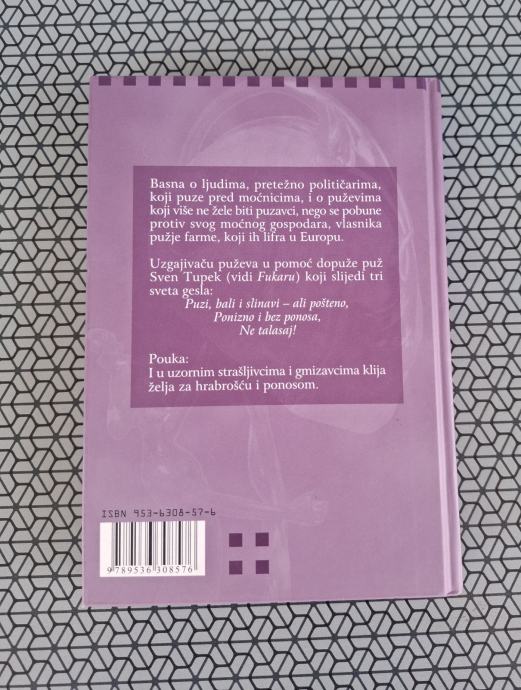 Basna o ljudima, pretežno političarima,
koji puze pred moćnicima, i o puževima
koji više ne žele biti puzavci, nego se pobune
protiv svog moćnog gospodara, vlasnika
pužje farme, koji ih lifra u Europu.
Uzgajivaču puževa u pomoć dopuže puž
Sven Tupek (vidi Fukaru) koji slijedi tri
sveta gesla:
Puzi, bali i slinavi – ali pošteno,
Ponizno i bez ponosa,
Ne talasaj!
Pouka:
I u uzornim strašljivcima i gmizavcima klija
želja za hrabrošću i ponosom.
ISBN 953-6308-57-6
9 789536 308576